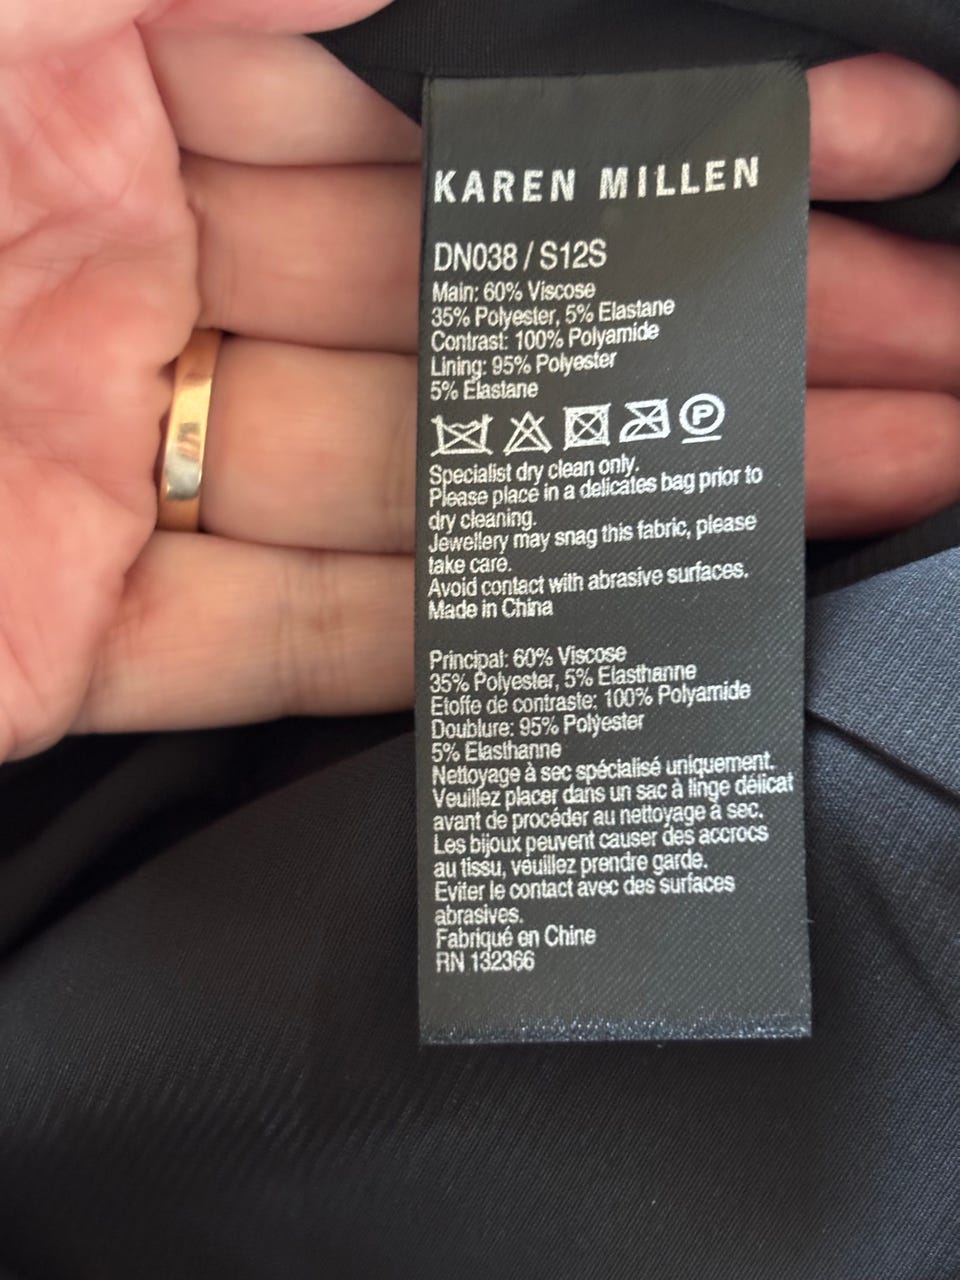 KAREN MILLEN
DN038 / S12S
Main: 60% Viscose
35% Polyester, 5% Elastane
Contrast: 100% Polyamide
Lining: 95% Polyester
5% Elastane
P
Specialist dry clean only.
Please place in a delicates bag prior to
dry cleaning.
Jewellery may snag this fabric, please
take care.
Avoid contact with abrasive surfaces.
Made in China
Principal: 60% Viscose
35% Polyester, 5% Elasthanne
Etoffe de contraste: 100% Polyamide
Doublure: 95% Polyester
5% Elasthanne
Nettoyage à sec spécialisé uniquement.
Veuillez placer dans un sac à linge délicat
avant de procéder au nettoyage à sec.
Les bijoux peuvent causer des accrocs
au tissu, veuillez prendre garde.
Eviter le contact avec des surfaces
abrasives.
Fabriqué en Chine
RN 132366